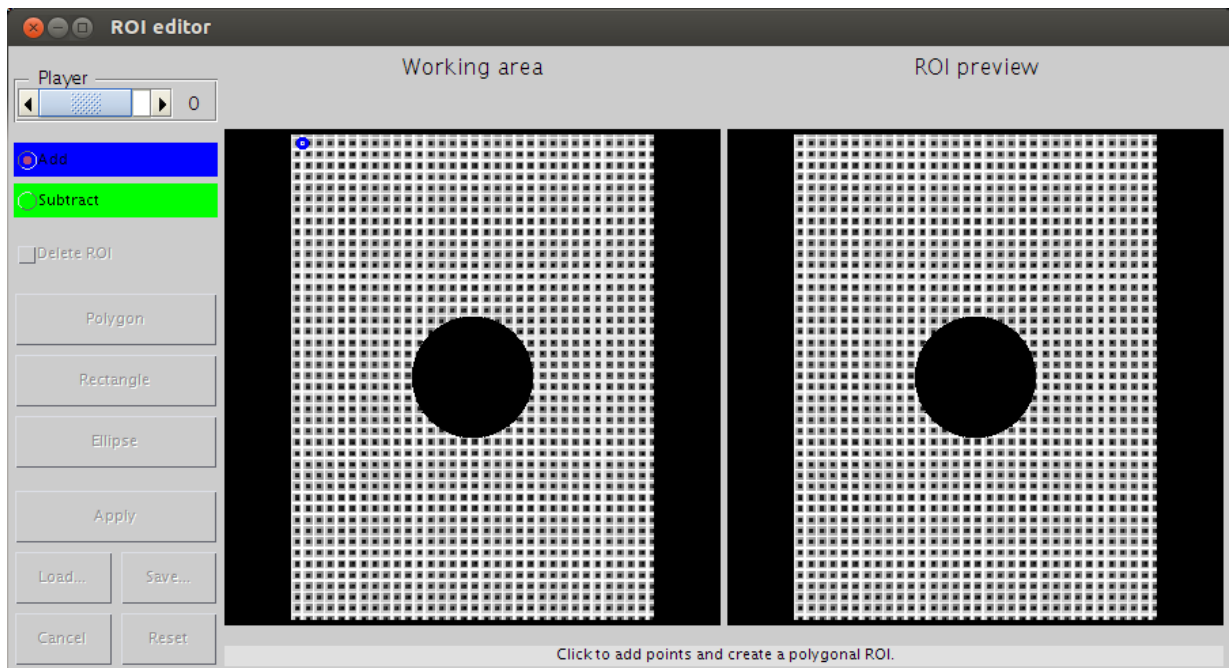 ROI editor
Player
0
Working area
ROI preview
Add
Subtract
Delete ROI
Polygon
Rectangle
Ellipse
Apply
Load...
Save...
Cancel
Reset
Click to add points and create a polygonal ROI.